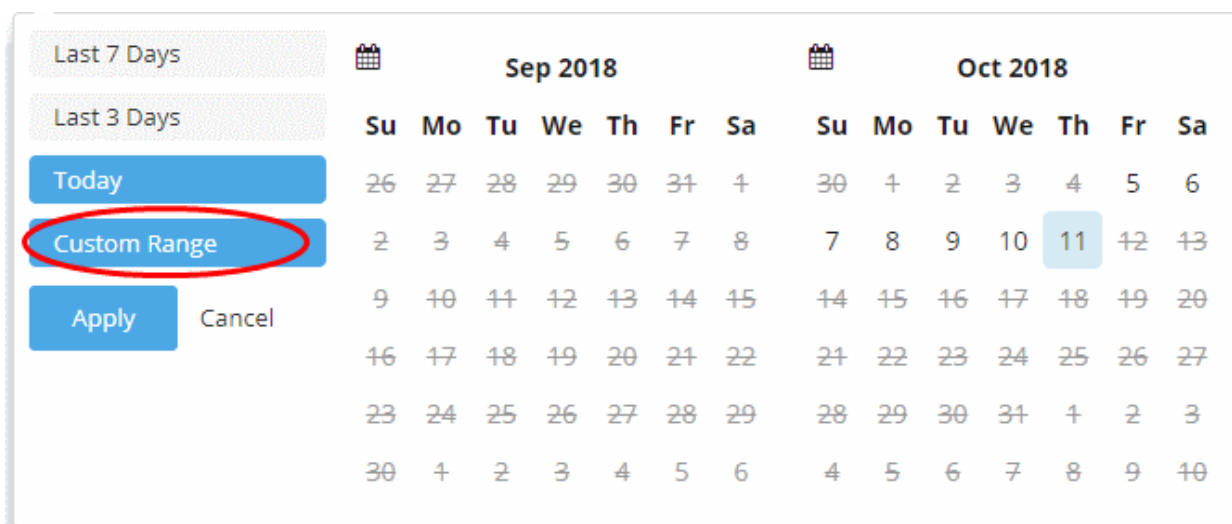 Last 7 Days
Last 3 Days
Today
Custom Range
Apply Cancel
Sep 2018
Su Mo Tu We Th Fr Sa
26 27 28 29 30 31 1
2 3 4 5 6 7 8
9 10 11 12 13 14 15
16 17 18 19 20 21 22
23 24 25 26 27 28 29
30 1 2 3 4 5 6
Oct 2018
Su Mo Tu We Th Fr Sa
30 1 2 3 4 5 6
7 8 9 10 11 12 13
14 15 16 17 18 19 20
21 22 23 24 25 26 27
28 29 30 31 1 2 3
4 5 6 7 8 9 10